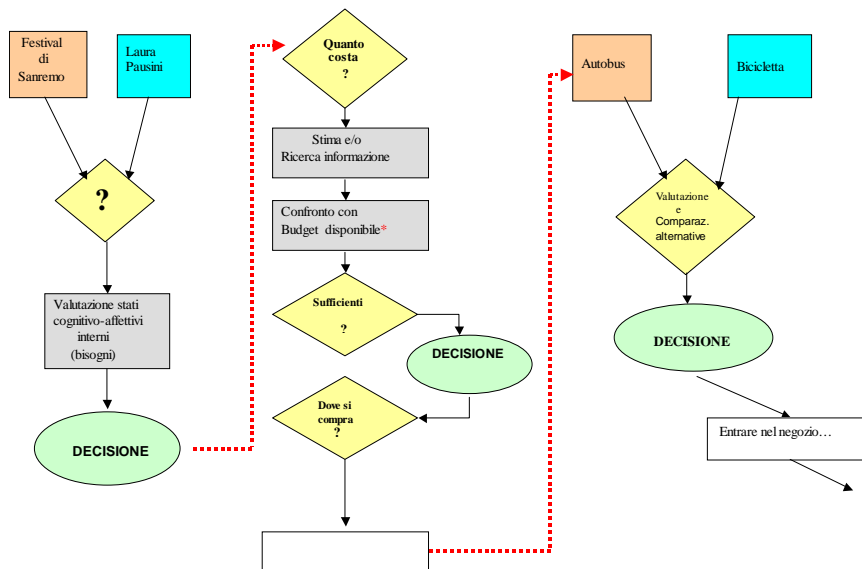 Festival
di
Sanremo
Laura
Pausini
?
Valutazione stati
cognitivo-affettivi
interni
(bisogni)
DECISIONE
Quanto
costa
?
Stima e/o
Ricerca informazione
Confronto con
Budget disponibile*
Sufficienti
?
DECISIONE
Dove si
compra
?
Autobus
Bicicletta
Valutazione
e
Comparaz.
alternative
DECISIONE
Entrare nel negozio…